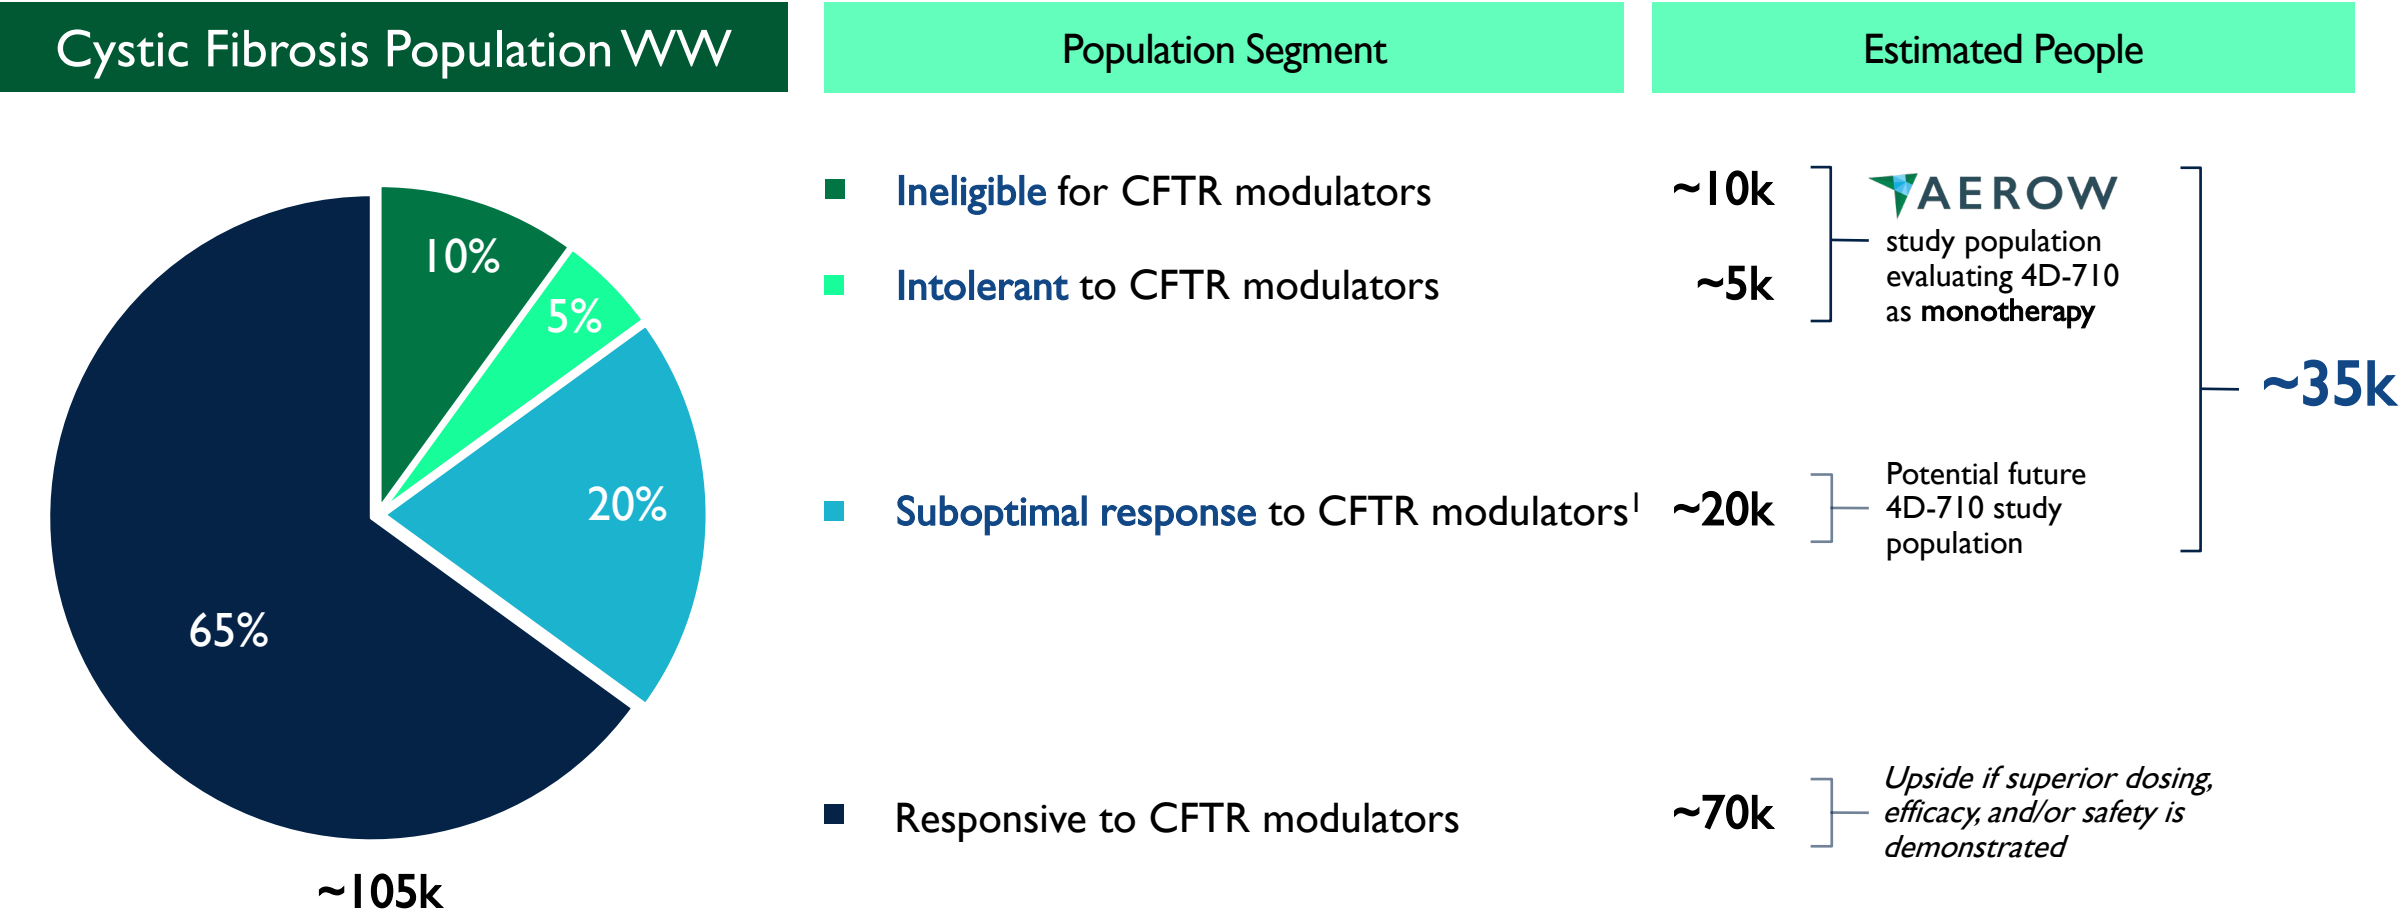 Cystic Fibrosis Population WW
Population Segment
Estimated People
10%
5%
20%
65%
~105k
Ineligible for CFTR modulators
~10k
Intolerant to CFTR modulators
~5k
AEROW
study population
evaluating 4D-710
as monotherapy
~35k
Suboptimal response to CFTR modulators¹
~20k
Potential future
4D-710 study
population
Responsive to CFTR modulators
~70k
Upside if superior dosing,
efficacy, and/or safety is
demonstrated